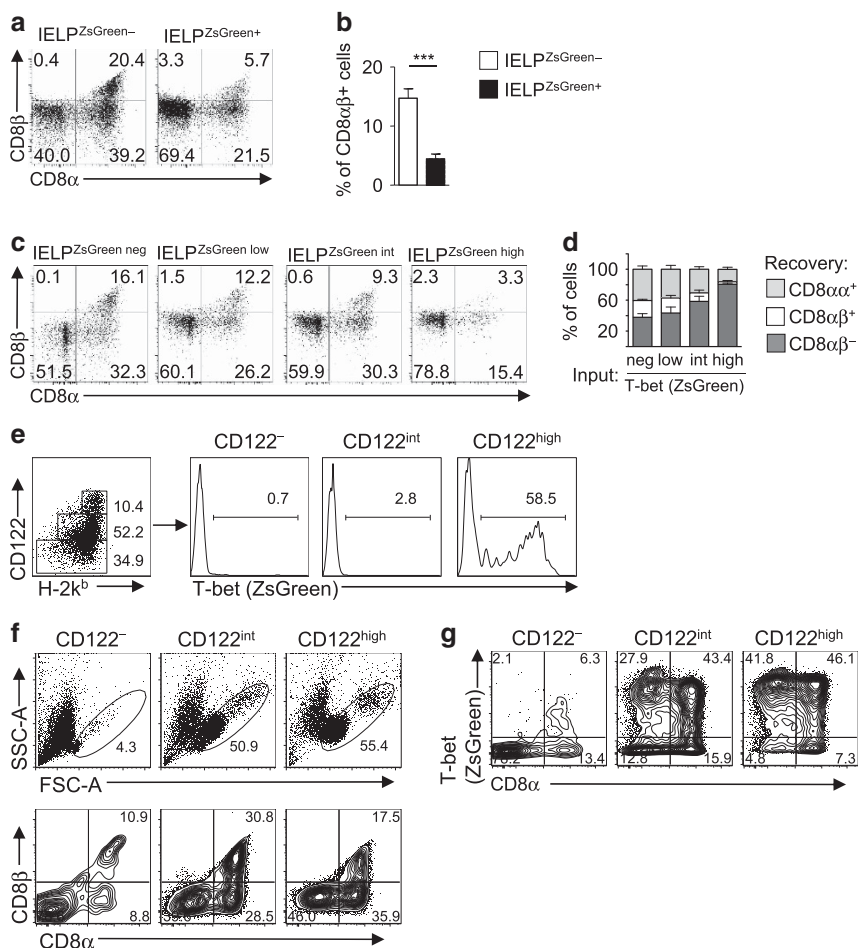 a
IELP^ZsGreen–
IELP^ZsGreen+
0.4 20.4
3.3 5.7
40.0 39.2
69.4 21.5
CD8β
CD8α
b
***
20
10
0
% of CD8αβ+ cells
IELP^ZsGreen–
IELP^ZsGreen+
c
IELP^ZsGreen neg
IELP^ZsGreen low
IELP^ZsGreen int
IELP^ZsGreen high
0.1 16.1
1.5 12.2
0.6 9.3
2.3 3.3
51.5 32.3
60.1 26.2
59.9 30.3
78.8 15.4
CD8β
CD8α
d
100
60
20
% of cells
neg low int high
Input:
T-bet (ZsGreen)
Recovery:
CD8αα⁺
CD8αβ⁺
CD8αβ⁻
e
CD122⁻
CD122^int
CD122^high
10.4
52.2
34.9
0.7
2.8
58.5
CD122
H-2k^b
T-bet (ZsGreen)
f
CD122⁻
CD122^int
CD122^high
SSC-A
4.3
50.9
55.4
FSC-A
10.9
30.8
17.5
CD8β
8.8
28.5
35.9
CD8α
g
CD122⁻
CD122^int
CD122^high
2.1 6.3
27.9 43.4
41.8 46.1
T-bet
(ZsGreen)
13.4
12.8 15.9
4.8 7.3
CD8α